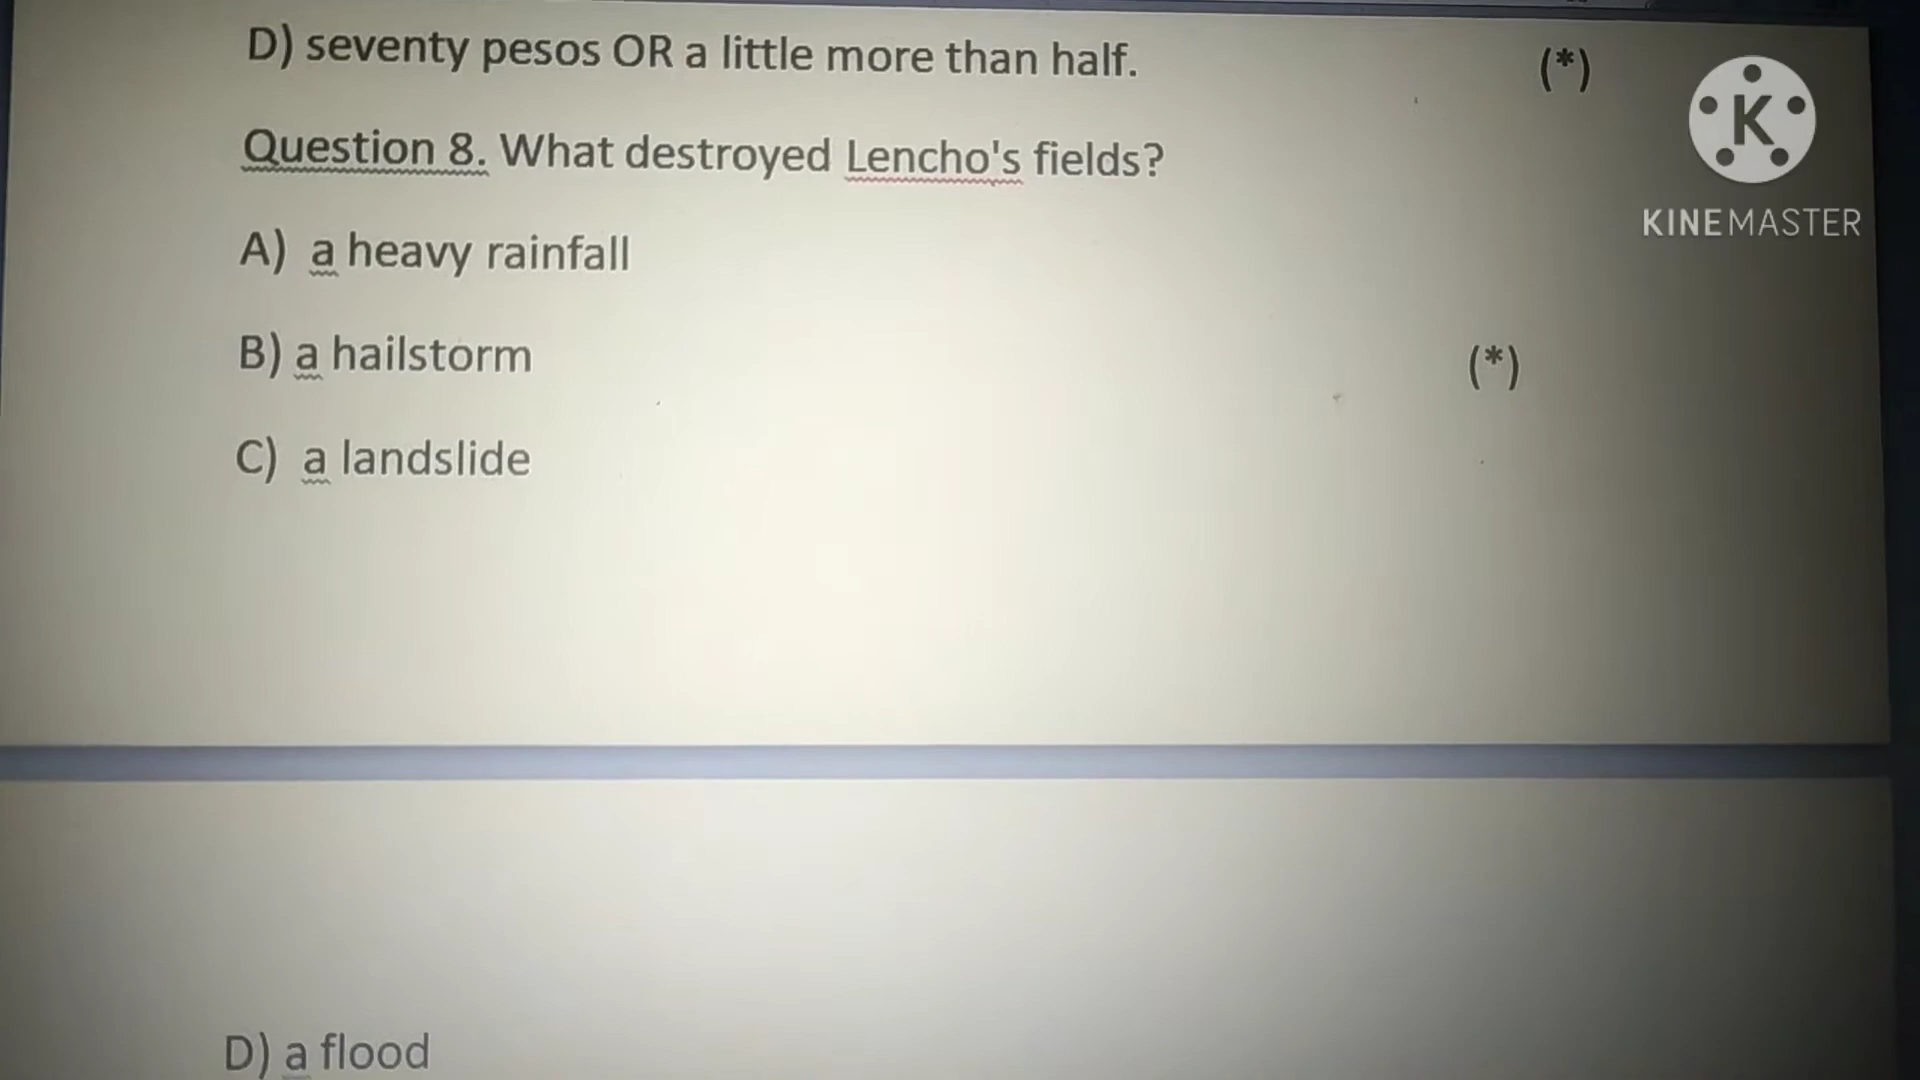 D) seventy pesos OR a little more than half. (*)
Question 8. What destroyed Lencho's fields?
A) a heavy rainfall
B) a hailstorm (*)
C) a landslide
D) a flood
K
KINEMASTER